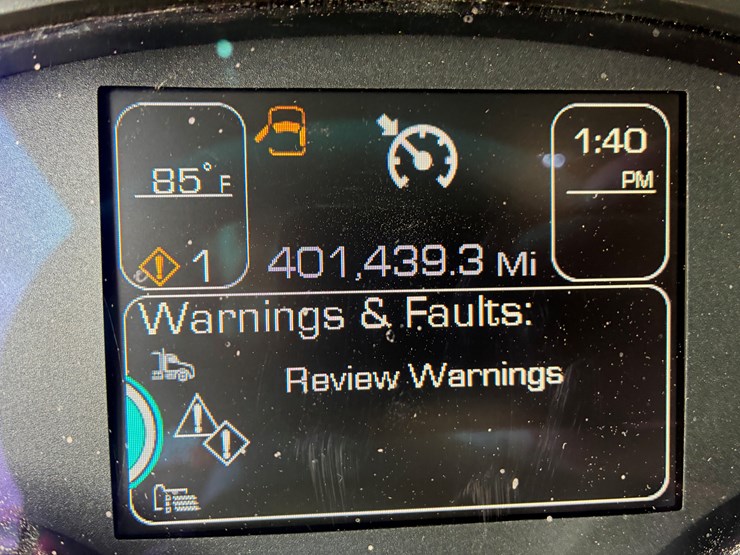 85°F
1:40
PM
1
401,439.3 Mi
Warnings & Faults:
Review Warnings